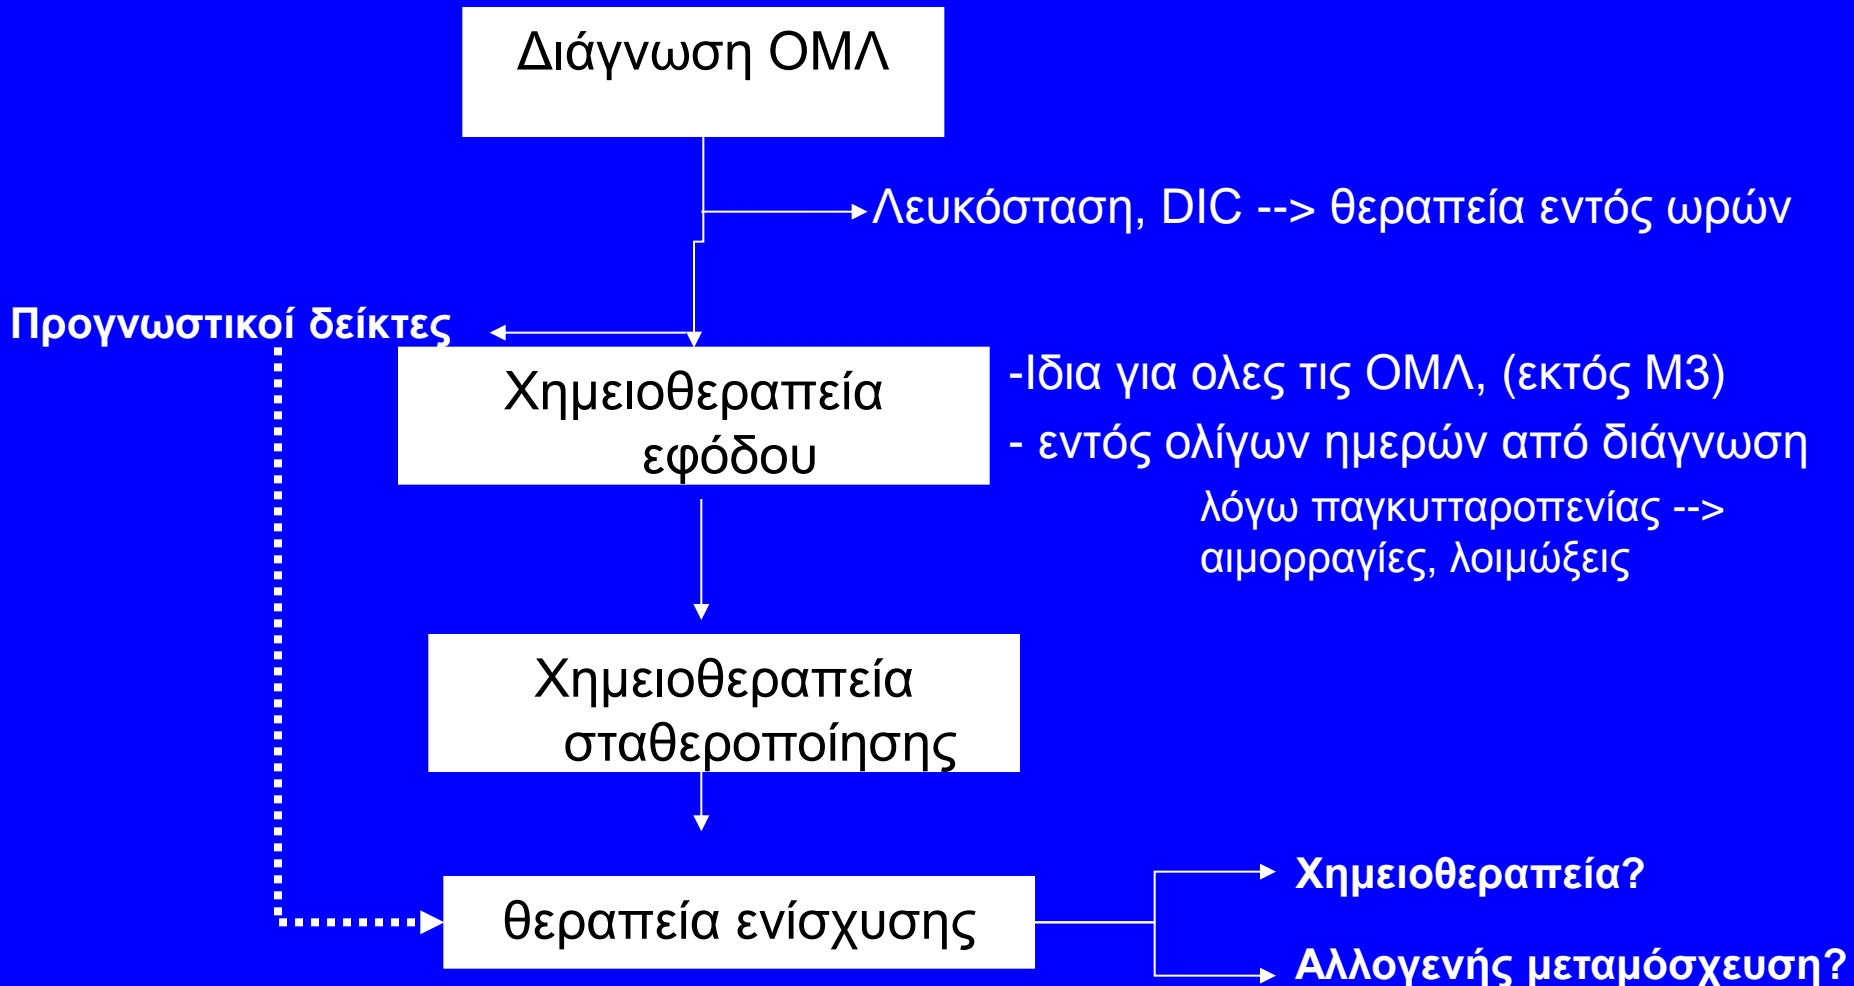 Διάγνωση ΟΜΛ
Λευκόσταση, DIC --> θεραπεία εντός ωρών
Προγνωστικοί δείκτες
Χημειοθεραπεία
εφόδου
-Ιδια για ολες τις ΟΜΛ, (εκτός Μ3)
- εντός ολίγων ημερών από διάγνωση
λόγω παγκυτταροπενίας -->
αιμορραγίες, λοιμώξεις
Χημειοθεραπεία
σταθεροποίησης
θεραπεία ενίσχυσης
Χημειοθεραπεία?
Αλλογενής μεταμόσχευση?